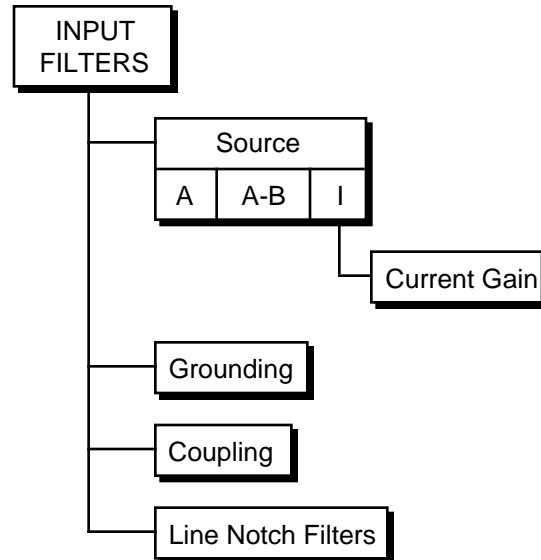 INPUT
FILTERS
Source
A A-B I
Current Gain
Grounding
Coupling
Line Notch Filters